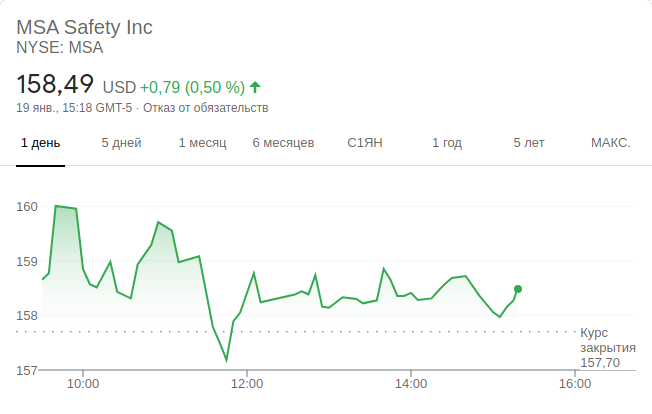 MSA Safety Inc
NYSE: MSA
158,49 USD +0,79 (0,50 %)
19 янв., 15:18 GMT-5 · Отказ от обязательств
1 день 5 дней 1 месяц 6 месяцев С1ЯН 1 год 5 лет МАКС.
160
159
158
Курс
закрытия
157,70
157
10:00 12:00 14:00 16:00